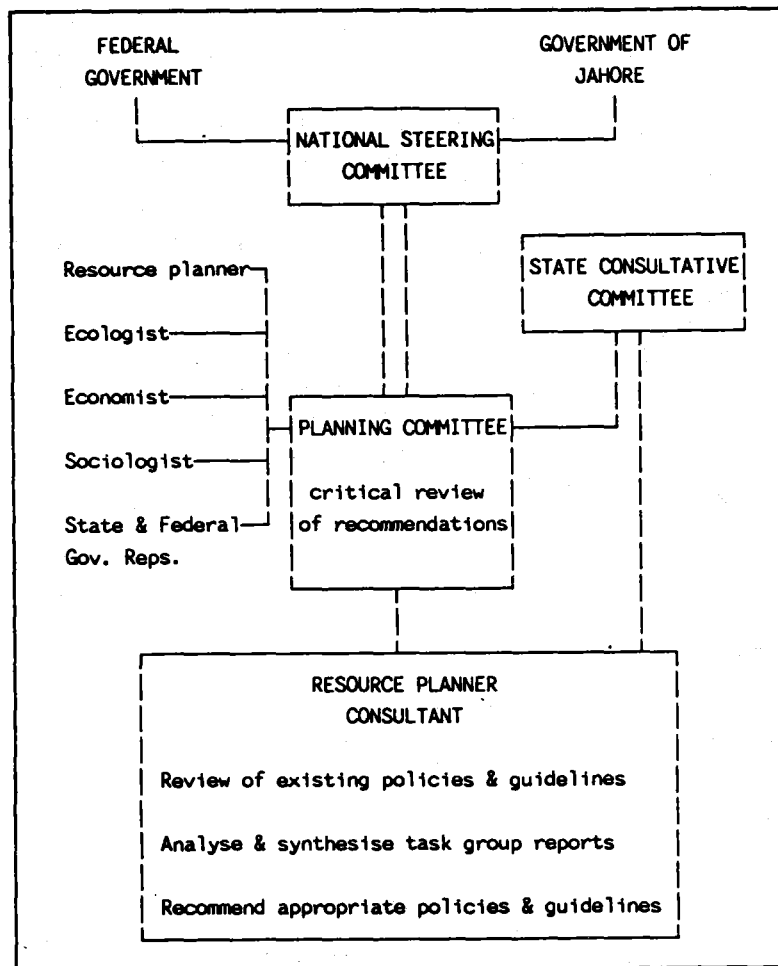 FEDERAL
GOVERNMENT
GOVERNMENT OF
JAHORE
NATIONAL STEERING
COMMITTEE
STATE CONSULTATIVE
COMMITTEE
Resource planner
Ecologist
Economist
Sociologist
State & Federal
Gov. Reps.
PLANNING COMMITTEE
critical review
of recommendations
RESOURCE PLANNER
CONSULTANT
Review of existing policies & guidelines
Analyse & synthesise task group reports
Recommend appropriate policies & guidelines